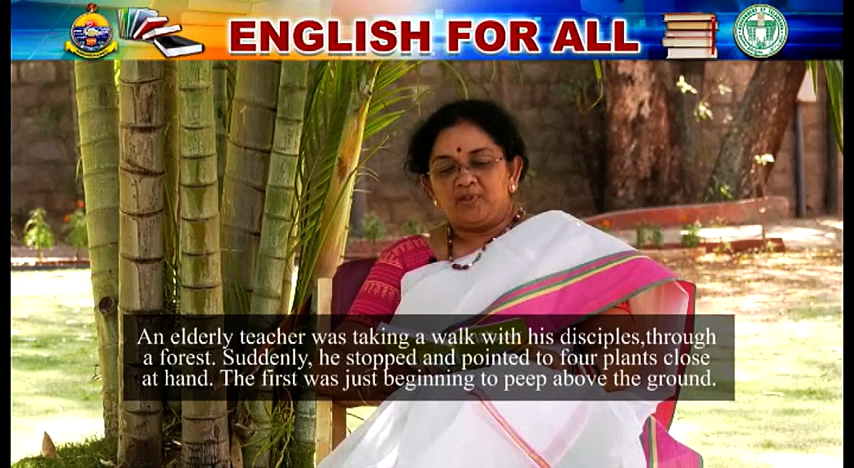 ENGLISH FOR ALL
An elderly teacher was taking a walk with his disciples,through
a forest. Suddenly, he stopped and pointed to four plants close
at hand. The first was just beginning to peep above the ground.